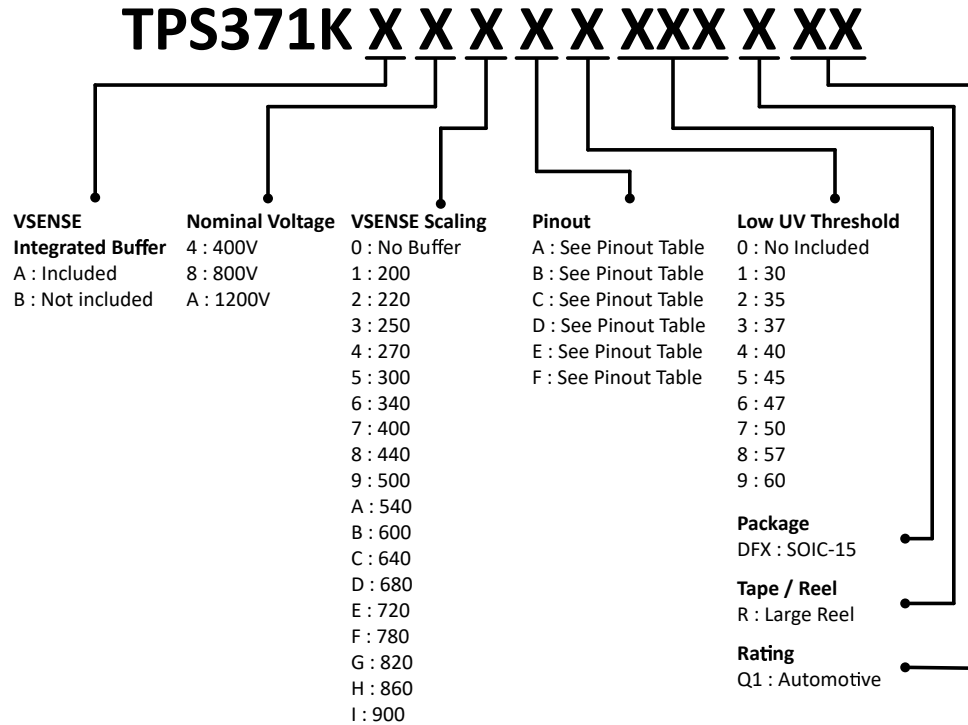 TPS371K X X X X X XXX X XX
VSENSE
Integrated Buffer
A : Included
B : Not included
Nominal Voltage
4 : 400V
8 : 800V
A : 1200V
VSENSE Scaling
0 : No Buffer
1 : 200
2 : 220
3 : 250
4 : 270
5 : 300
6 : 340
7 : 400
8 : 440
9 : 500
A : 540
B : 600
C : 640
D : 680
E : 720
F : 780
G : 820
H : 860
I : 900
Pinout
A : See Pinout Table
B : See Pinout Table
C : See Pinout Table
D : See Pinout Table
E : See Pinout Table
F : See Pinout Table
Low UV Threshold
0 : No Included
1 : 30
2 : 35
3 : 37
4 : 40
5 : 45
6 : 47
7 : 50
8 : 57
9 : 60
Package
DFX : SOIC-15
Tape / Reel
R : Large Reel
Rating
Q1 : Automotive